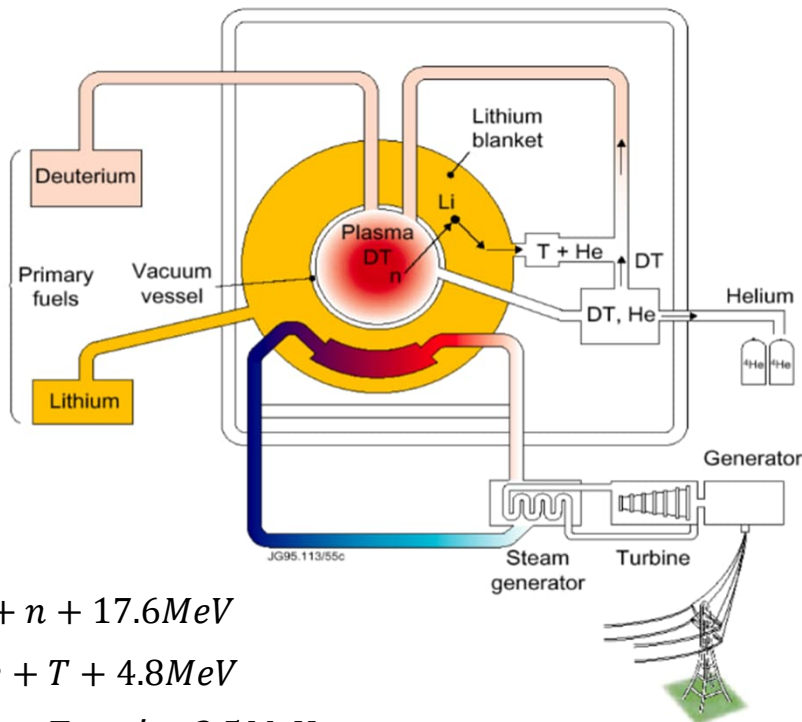 Deuterium
Primary
fuels
Lithium
Vacuum
vessel
Plasma
DT
n
Li
Lithium
blanket
T + He
DT
DT, He
Helium
⁴He
⁴He
Generator
Steam
generator
Turbine
JG95.113/55c
+ n + 17.6MeV
+ T + 4.8MeV